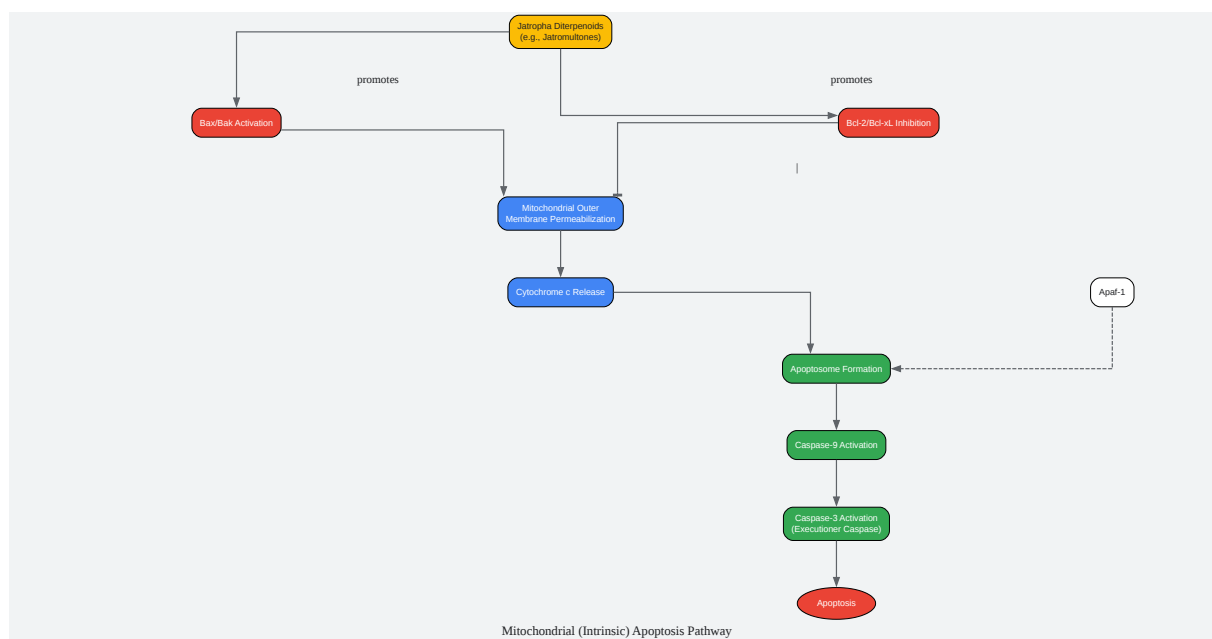 Jatropha Diterpenoids
(e.g., Jatromultones)
promotes
promotes
Bax/Bak Activation
Bcl-2/Bcl-xL Inhibition
|
Mitochondrial Outer
Membrane Permeabilization
Cytochrome c Release
Apaf-1
Apoptosome Formation
Caspase-9 Activation
Caspase-3 Activation
(Executioner Caspase)
Apoptosis
Mitochondrial (Intrinsic) Apoptosis Pathway